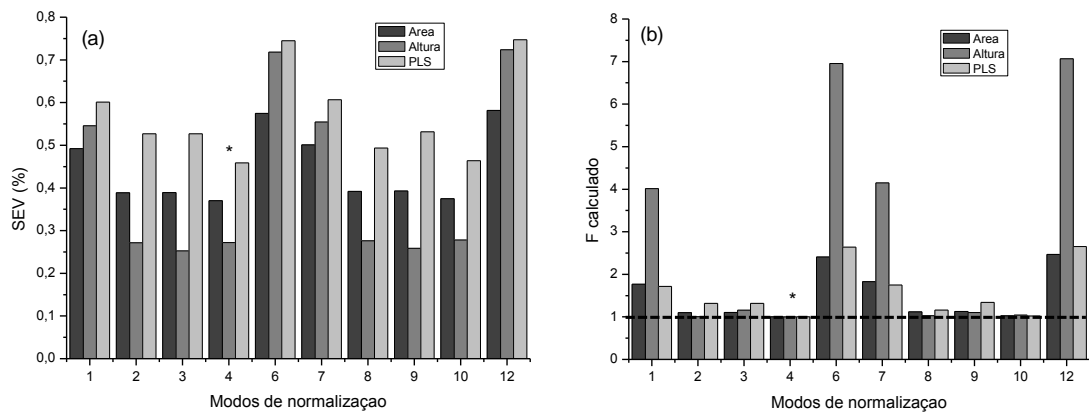 (a)
Area
Altura
PLS
*
SEV (%)
0,8
0,7
0,6
0,5
0,4
0,3
0,2
0,1
0,0
1 2 3 4 6 7 8 9 10 12
Modos de normalizaçao
(b)
Area
Altura
PLS
*
F calculado
8
7
6
5
4
3
2
1
0
1 2 3 4 6 7 8 9 10 12
Modos de normalizaçao